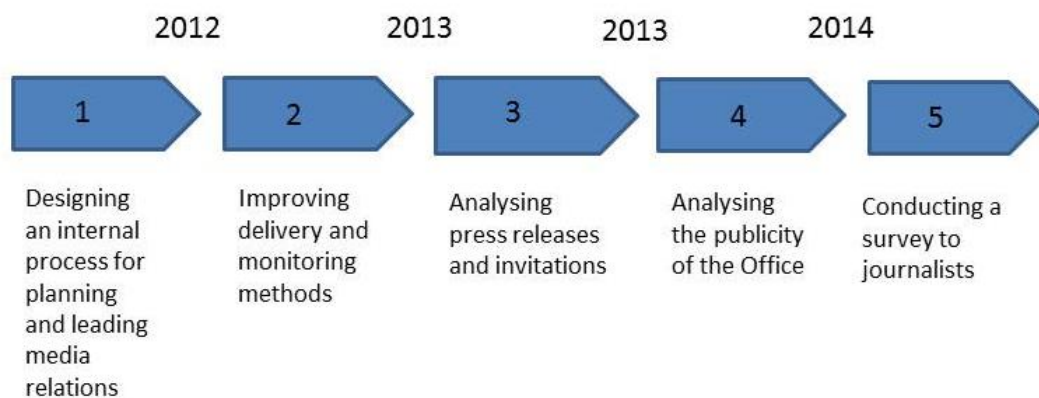 2012
2013
2013
2014
1
2
3
4
5
Designing
an internal
process for
planning
and leading
media
relations
Improving
delivery and
monitoring
methods
Analysing
press releases
and invitations
Analysing
the publicity
of the Office
Conducting a
survey to
journalists